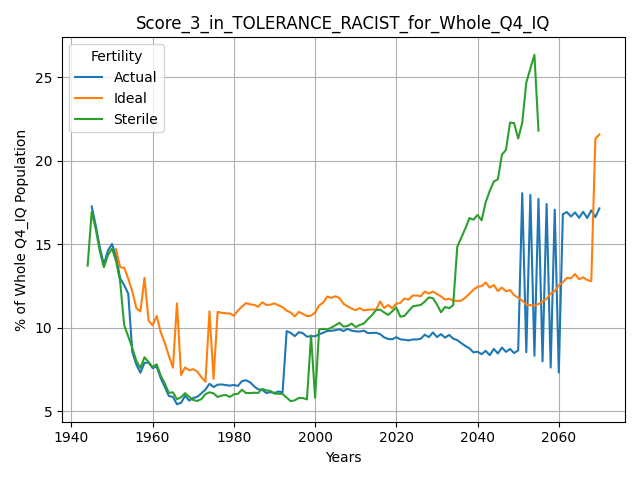 Score_3_in_TOLERANCE_RACIST_for_Whole_Q4_IQ
Fertility
Actual
Ideal
Sterile
% of Whole Q4_IQ Population
25
20
15
10
5
1940 1960 1980 2000 2020 2040 2060
Years